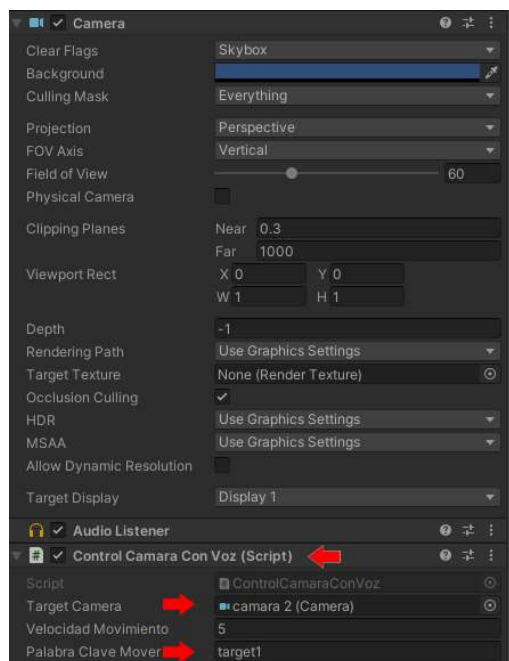 Camera
Clear Flags Skybox
Background
Culling Mask Everything
Projection Perspective
FOV Axis Vertical
Field of View 60
Physical Camera
Clipping Planes Near 0.3
Far 1000
Viewport Rect X 0 Y 0
W 1 H 1
Depth -1
Rendering Path Use Graphics Settings
Target Texture None (Render Texture)
Occlusion Culling
HDR Use Graphics Settings
MSAA Use Graphics Settings
Allow Dynamic Resolution
Target Display Display 1
Audio Listener
# Control Camara Con Voz (Script)
Script # ControlCamaraConVoz
Target Camera camara 2 (Camera)
Velocidad Movimiento 5
Palabra Clave Mover target1